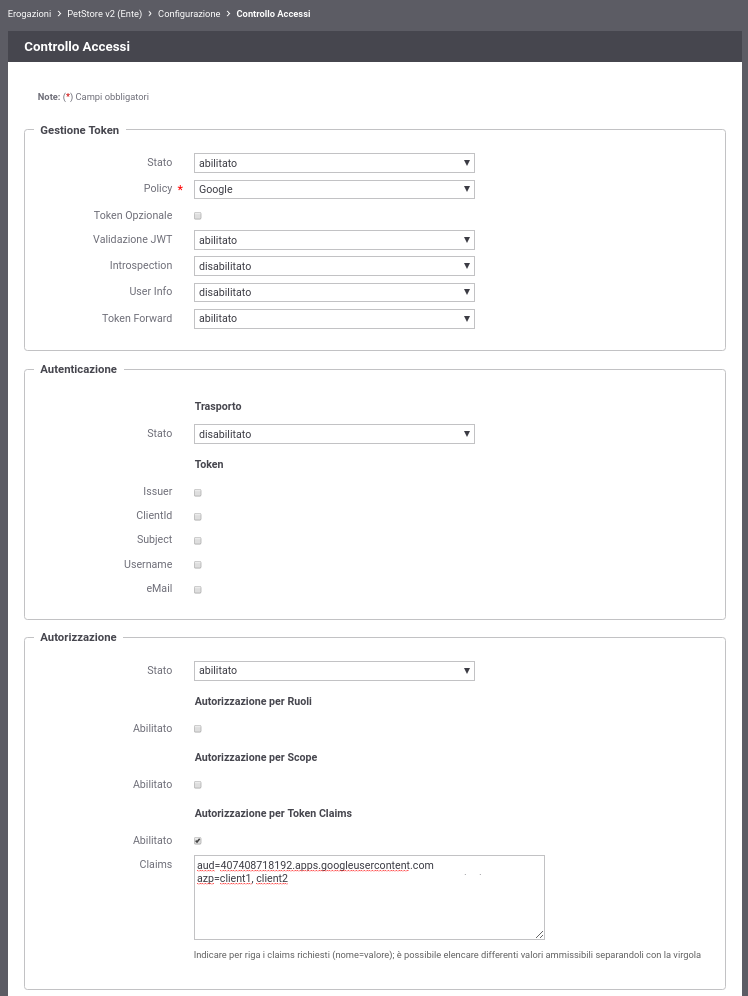 Erogazioni > PetStore v2 (Ente) > Configurazione > Controllo Accessi
Controllo Accessi
Note: (*) Campi obbligatori
Gestione Token
Stato abilitato
Policy * Google
Token Opzionale
Validazione JWT abilitato
Introspection disabilitato
User Info disabilitato
Token Forward abilitato
Autenticazione
Trasporto
Stato disabilitato
Token
Issuer
ClientId
Subject
Username
eMail
Autorizzazione
Stato abilitato
Autorizzazione per Ruoli
Abilitato
Autorizzazione per Scope
Abilitato
Autorizzazione per Token Claims
Abilitato
Claims aud=407408718192.apps.googleusercontent.com
azp=client1, client2
Indicare per riga i claims richiesti (nome=valore); è possibile elencare differenti valori ammissibili separandoli con la virgola